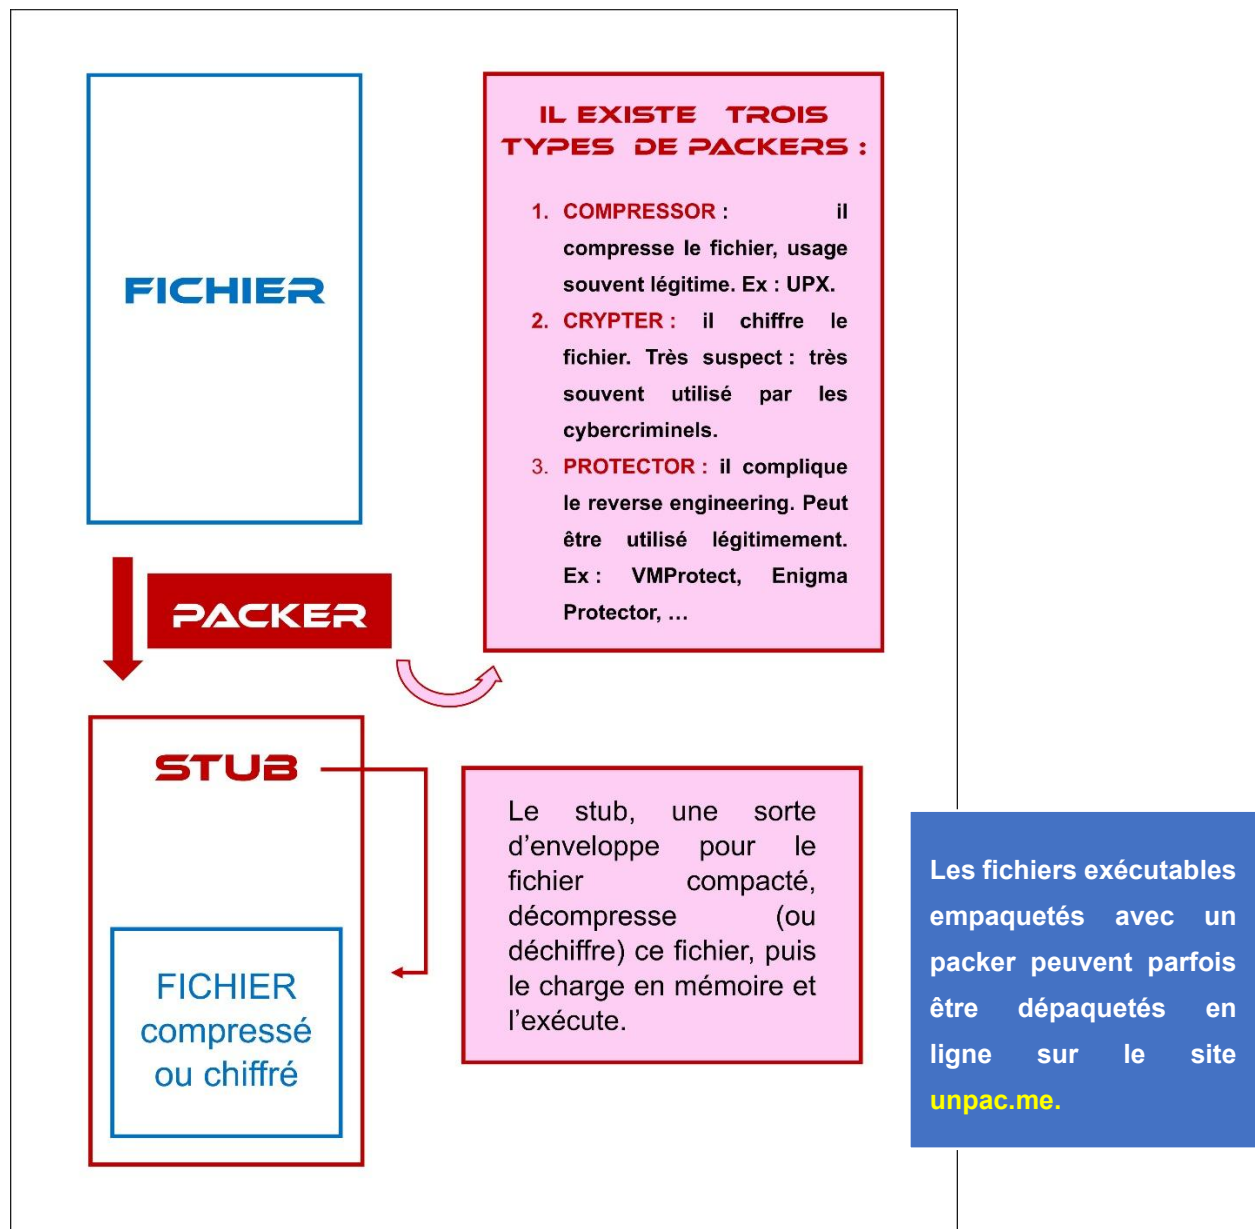 FICHIER
IL EXISTE TROIS
TYPES DE PACKERS :
1. COMPRESSOR : il
compresse le fichier, usage
souvent légitime. Ex : UPX.
2. CRYPTER : il chiffre le
fichier. Très suspect : très
souvent utilisé par les
cybercriminels.
3. PROTECTOR : il complique
le reverse engineering. Peut
être utilisé légitimement.
Ex : VMProtect, Enigma
Protector, ...
PACKER
STUB
Le stub, une sorte
d’enveloppe pour le
fichier compacté,
décompresse (ou
déchiffre) ce fichier, puis
le charge en mémoire et
l’exécute.
FICHIER
compressé
ou chiffré
Les fichiers exécutables
empaquetés avec un
packer peuvent parfois
être dépaquetés en
ligne sur le site
unpac.me.